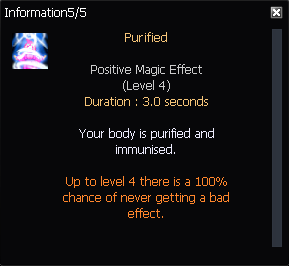 Information5/5
Purified
Positive Magic Effect
(Level 4)
Duration : 3.0 seconds
Your body is purified and
immunised.
Up to level 4 there is a 100%
chance of never getting a bad
effect.